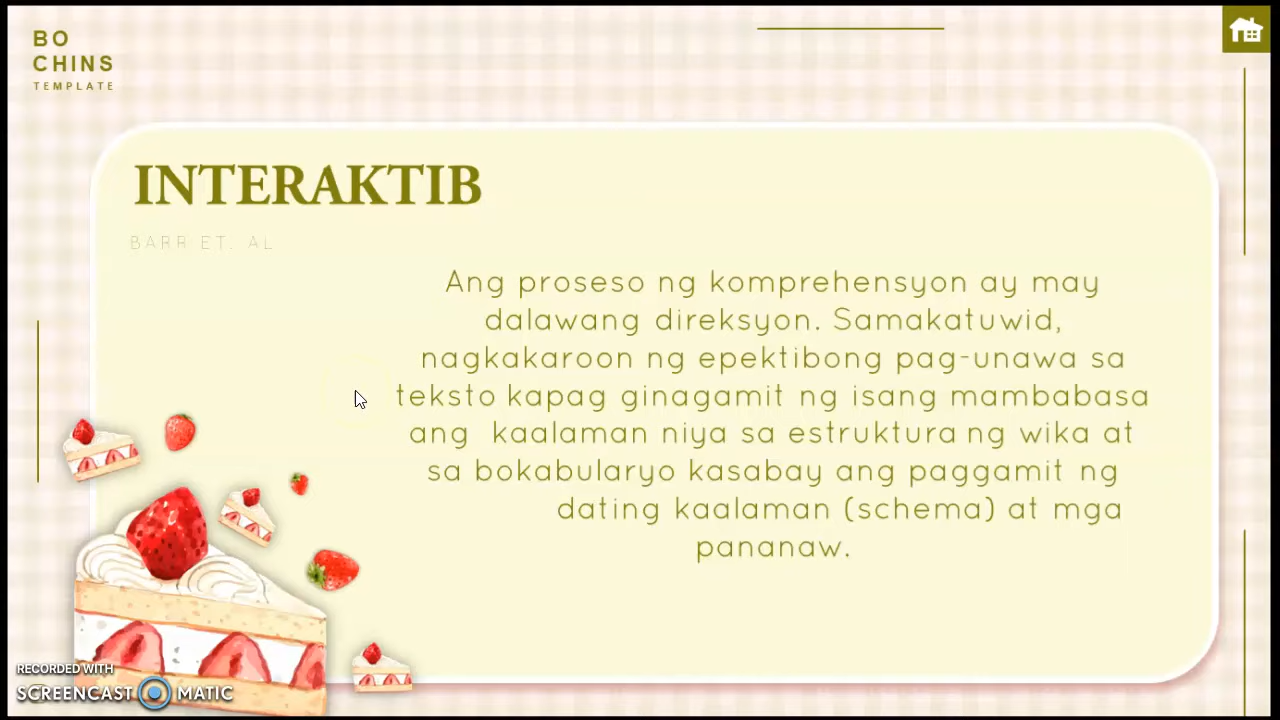 BO
CHINS
TEMPLATE
INTERAKTIB
BARR ET. AL
Ang proseso ng komprehensyon ay may
dalawang direksyon. Samakatuwid,
nagkakaroon ng epektibong pag-unawa sa
teksto kapag ginagamit ng isang mambabasa
ang kaalaman niya sa estruktura ng wika at
sa bokabularyo kasabay ang paggamit ng
dating kaalaman (schema) at mga
pananaw.
RECORDED WITH
SCREENCAST MATIC